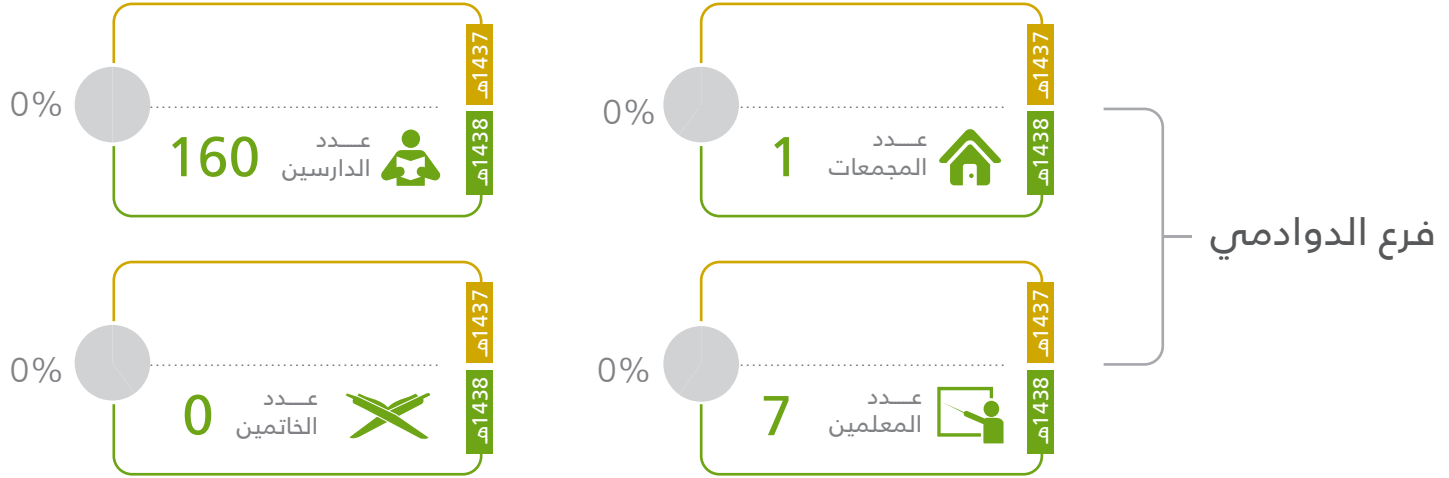 فرع الدوادمي
1437هـ
1438هـ
عـــدد
المجمعات
1
0%
1437هـ
1438هـ
عـــدد
الدارسين
160
0%
1437هـ
1438هـ
عـــدد
المعلمين
7
0%
1437هـ
1438هـ
عـــدد
الخاتمين
0
0%